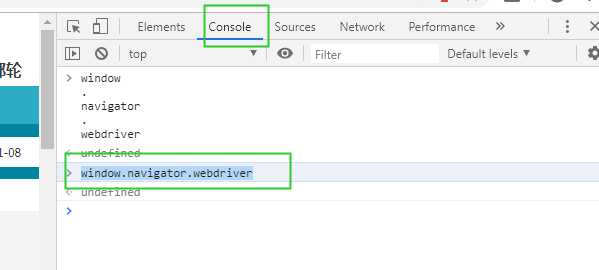 Elements Console Sources Network Performance »
top Filter Default levels ▼
轮
> window
.
navigator
.
webdriver
undefined
1-08
> window.navigator.webdriver
undefined
>